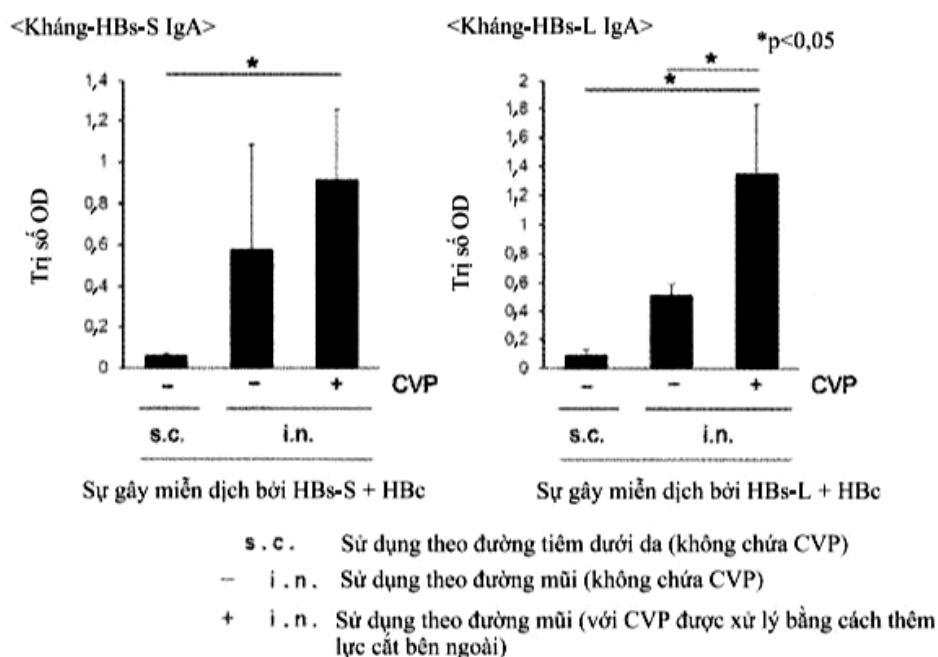 <Kháng-HBs-S IgA>
<Kháng-HBs-L IgA>
*p<0,05
*
*
*
Trị số OD
1,4
1,2
1
0,8
0,6
0,4
0,2
0
Trị số OD
2
1,8
1,6
1,4
1,2
1
0,8
0,6
0,4
0,2
0
− − + CVP
− − + CVP
s.c. i.n.
s.c. i.n.
Sự gây miễn dịch bởi HBs-S + HBc
Sự gây miễn dịch bởi HBs-L + HBc
s.c. Sử dụng theo đường tiêm dưới da (không chứa CVP)
− i.n. Sử dụng theo đường mũi (không chứa CVP)
+ i.n. Sử dụng theo đường mũi (với CVP được xử lý bằng cách thêm
lực cắt bên ngoài)